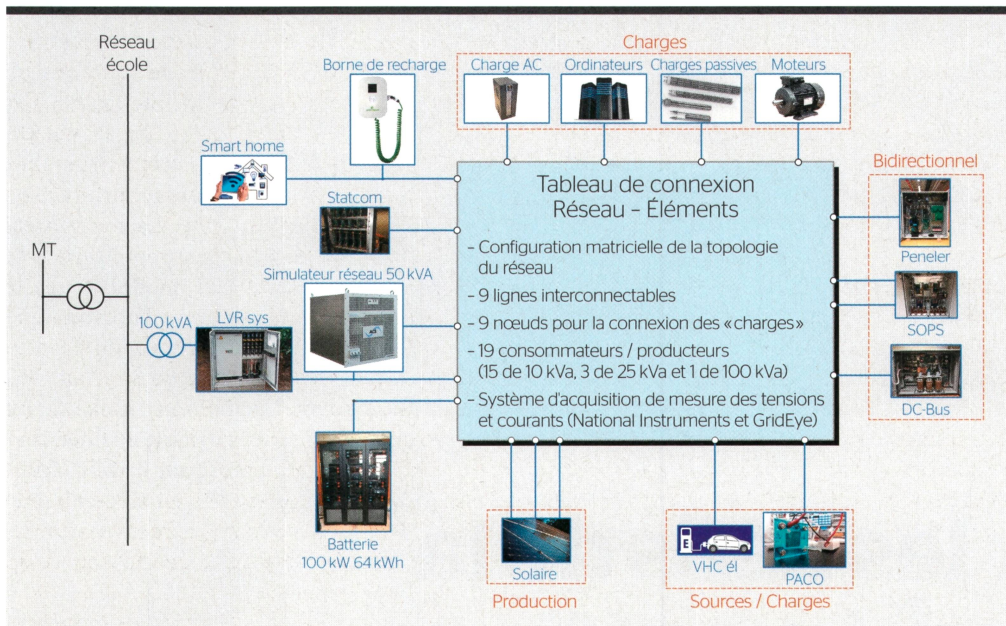 Réseau
école
Borne de recharge
Charges
Charge AC
Ordinateurs
Charges passives
Moteurs
Smart home
Statcom
MT
Simulateur réseau 50 kVA
100 kVA
LVR sys
Batterie
100 kW 64 kWh
Tableau de connexion
Réseau – Éléments
– Configuration matricielle de la topologie
du réseau
– 9 lignes interconnectables
– 9 nœuds pour la connexion des «charges»
– 19 consommateurs / producteurs
(15 de 10 kVa, 3 de 25 kVa et 1 de 100 kVa)
– Système d'acquisition de mesure des tensions
et courants (National Instruments et GridEye)
Bidirectionnel
Peneler
SOPS
DC-Bus
Solaire
Production
E
VHC él
PACO
Sources / Charges